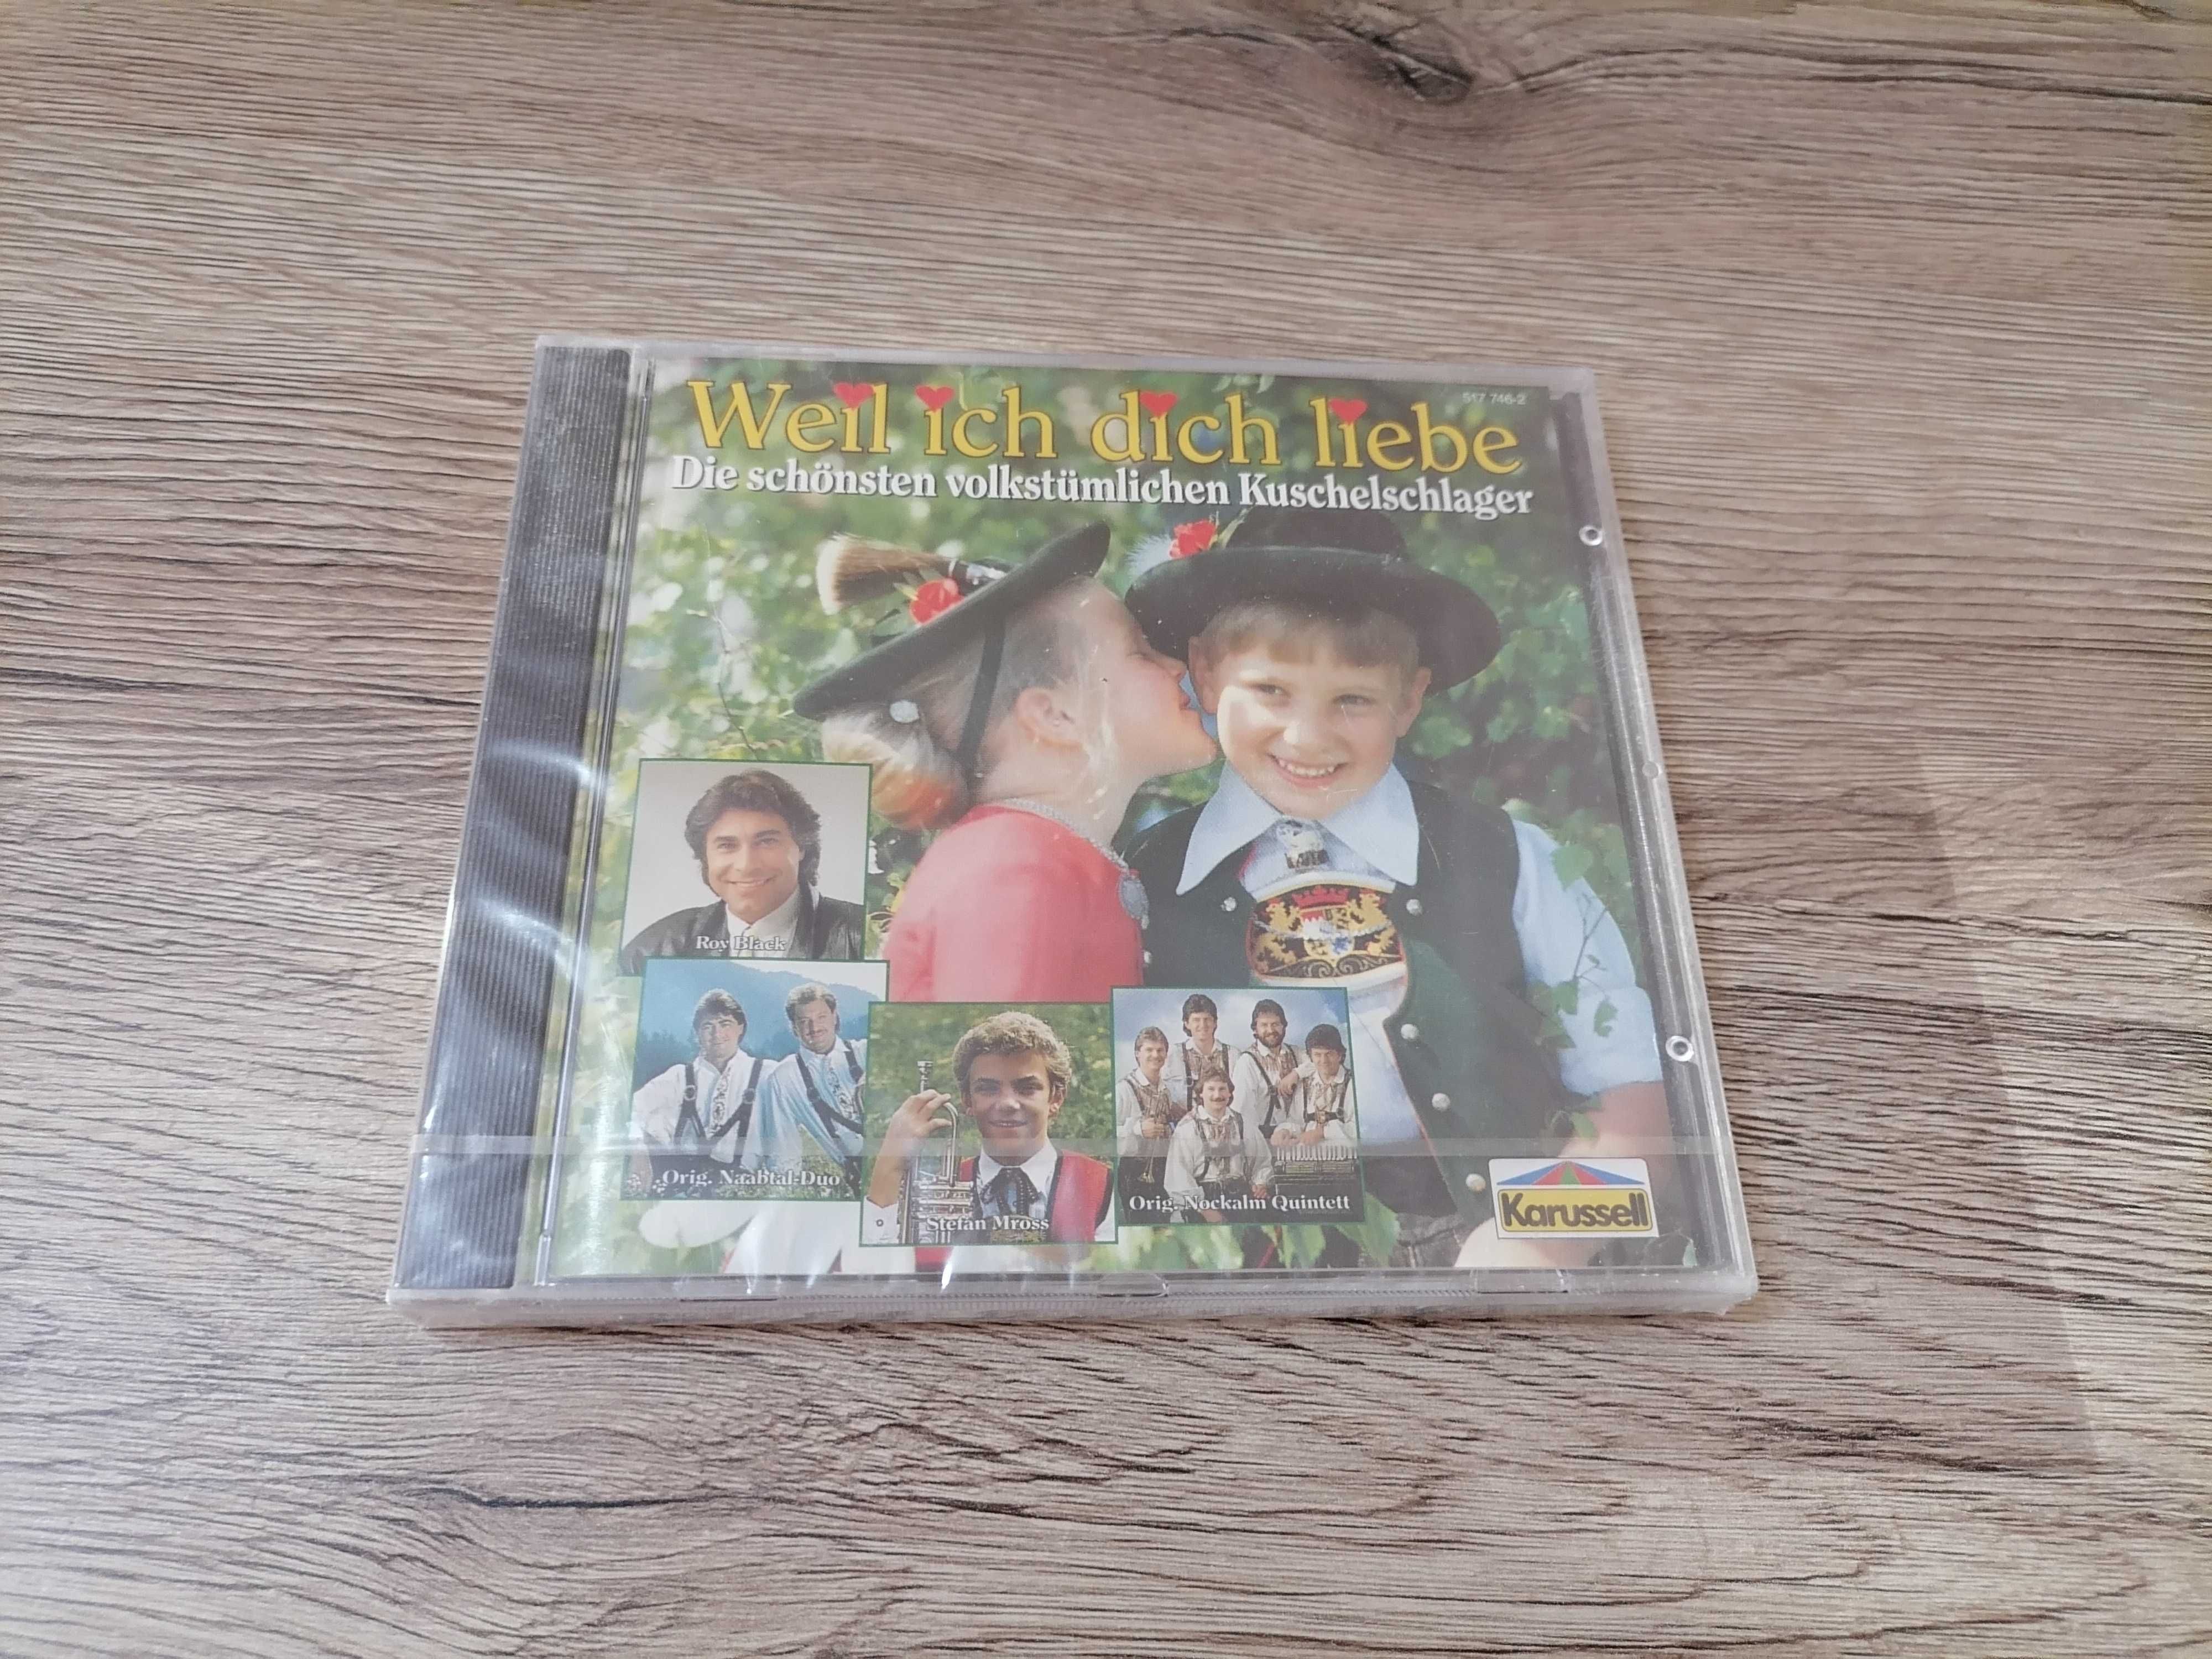 517 746-2
Weil ich dich liebe
Die schönsten volkstümlichen Kuschelschlager
Roy Black
Orig. Naabtal-Duo
Stefan Mross
Orig. Nockalm Quintett
Karussell